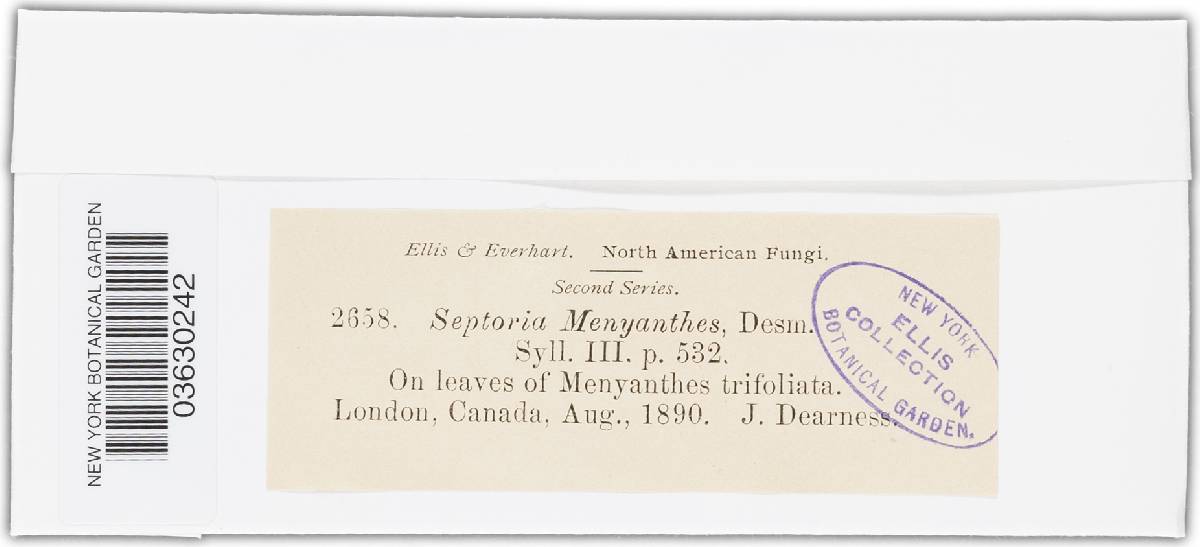 NEW YORK BOTANICAL GARDEN
03630242
Ellis & Everhart. North American Fungi.
Second Series.
2658. Septoria Menyanthes, Desm.
Syll. III. p. 532.
On leaves of Menyanthes trifoliata.
London, Canada, Aug., 1890. J. Dearness.
NEW YORK
ELLIS
COLLECTION
BOTANICAL GARDEN.